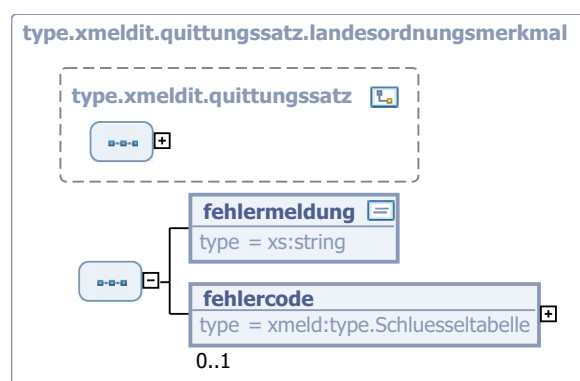 type.xmeldit.quittungssatz.landesordnungsmerkmal
type.xmeldit.quittungssatz
fehlermeldung
type = xs:string
fehlercode
type = xmeld:type.Schluesseltabelle
0..1